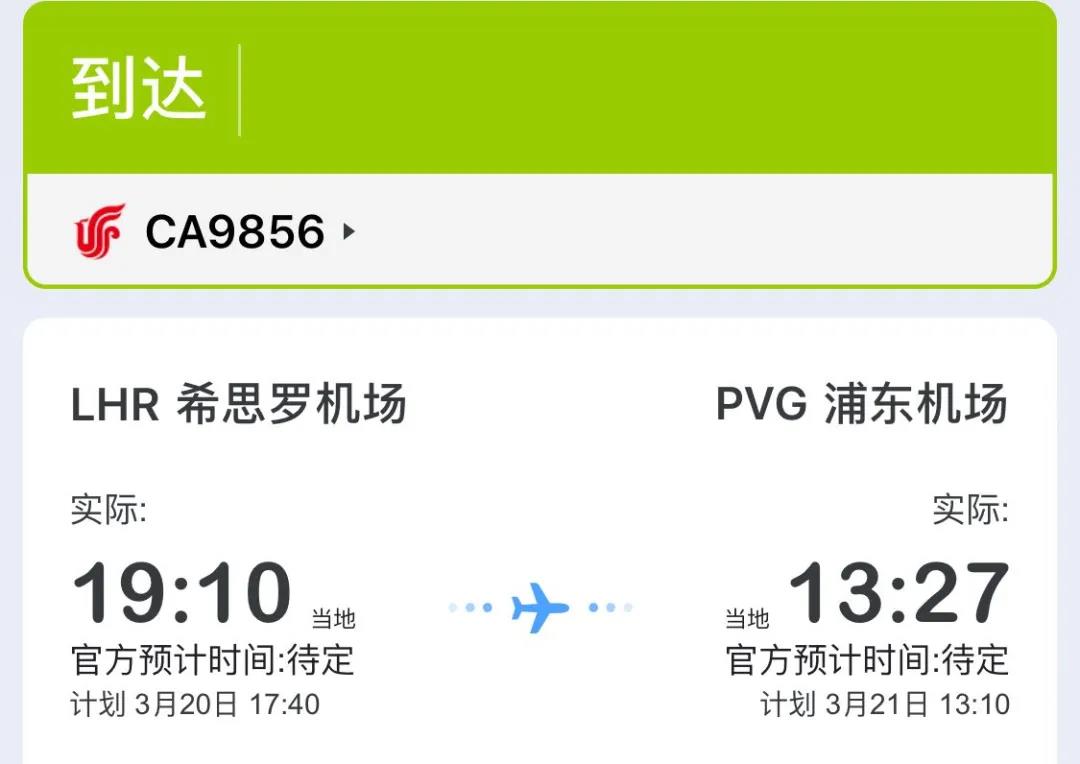 到达
CA9856
LHR 希思罗机场
PVG 浦东机场
实际:
实际:
19:10 当地
当地 13:27
官方预计时间:待定
官方预计时间:待定
计划 3月20日 17:40
计划 3月21日 13:10